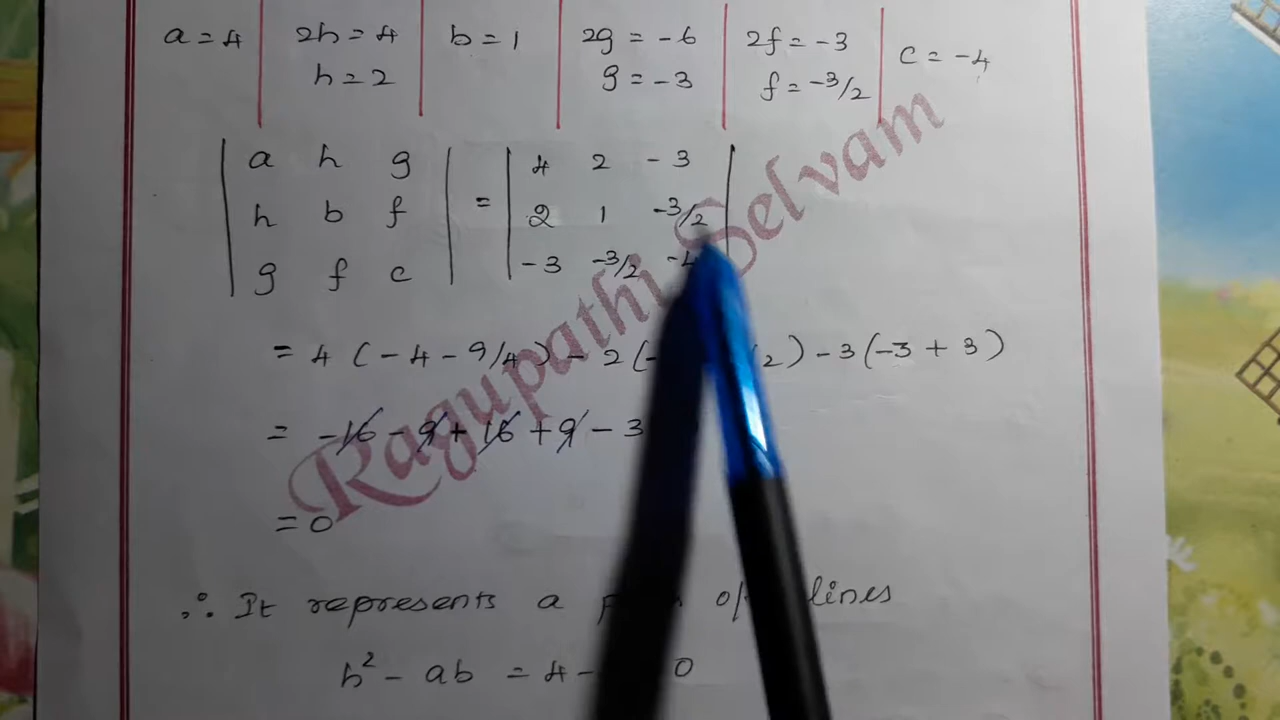 a = 4 2h = 4 b = 1 2g = -6 2f = -3 c = -4
h = 2 g = -3 f = -3/2
a h g 4 2 -3
h b f = 2 1 -3/2
g f c -3 -3/2 -4
= 4 (-4 - 9/4) - 2 ( /2) - 3 (-3 + 3)
= -16 - 9 + 16 + 9 - 3
= 0
∴ It represents a of lines
h² - ab = 4 - 0
Ragupathi Selvam